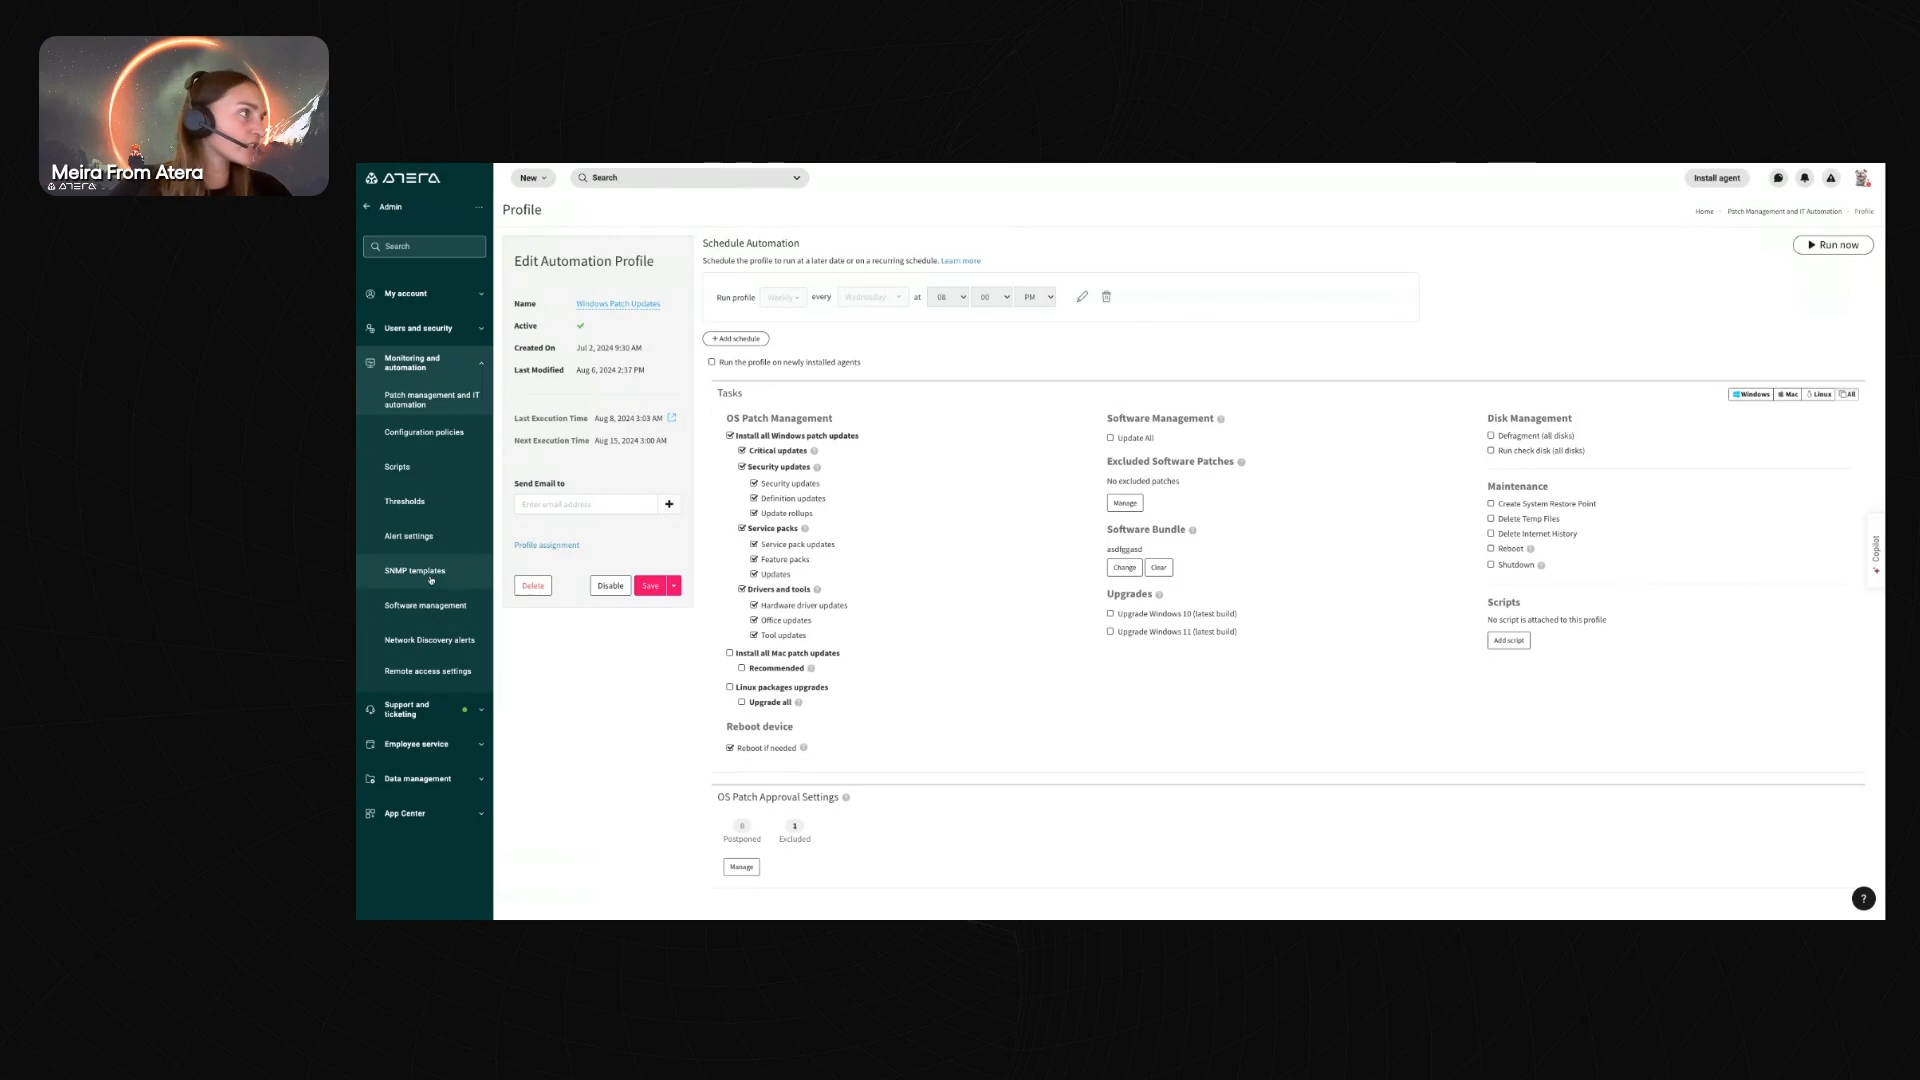 Meira From Atera
ATERA
ATERA
Admin
Search
My account
Users and security
Monitoring and
automation
Patch management and IT
automation
Configuration policies
Scripts
Thresholds
Alert settings
SNMP templates
Software management
Network Discovery alerts
Remote access settings
Support and
ticketing
Employee service
Data management
App Center
New
Search
Install agent
Profile
Home
Patch Management and IT Automation
Profile
Edit Automation Profile
Name Windows Patch Updates
Active
Created On Jul 2, 2024 9:30 AM
Last Modified Aug 6, 2024 2:37 PM
Last Execution Time Aug 8, 2024 3:03 AM
Next Execution Time Aug 15, 2024 3:00 AM
Send Email to
Enter email address
Profile assignment
Delete
Disable
Save
Schedule Automation
Schedule the profile to run at a later date or on a recurring schedule. Learn more
Run now
Run profile Weekly every Wednesday at 08 00 PM
+ Add schedule
Run the profile on newly installed agents
Tasks
Windows Mac Linux All
OS Patch Management
Install all Windows patch updates
Critical updates
Security updates
Security updates
Definition updates
Update rollups
Service packs
Service pack updates
Feature packs
Updates
Drivers and tools
Hardware driver updates
Office updates
Tool updates
Install all Mac patch updates
Recommended
Linux packages upgrades
Upgrade all
Reboot device
Reboot if needed
Software Management
Update All
Excluded Software Patches
No excluded patches
Manage
Software Bundle
asdfggasd
Change
Clear
Upgrades
Upgrade Windows 10 (latest build)
Upgrade Windows 11 (latest build)
Disk Management
Defragment (all disks)
Run check disk (all disks)
Maintenance
Create System Restore Point
Delete Temp Files
Delete Internet History
Reboot
Shutdown
Scripts
No script is attached to this profile
Add script
Copilot
OS Patch Approval Settings
0
Postponed
1
Excluded
Manage
?